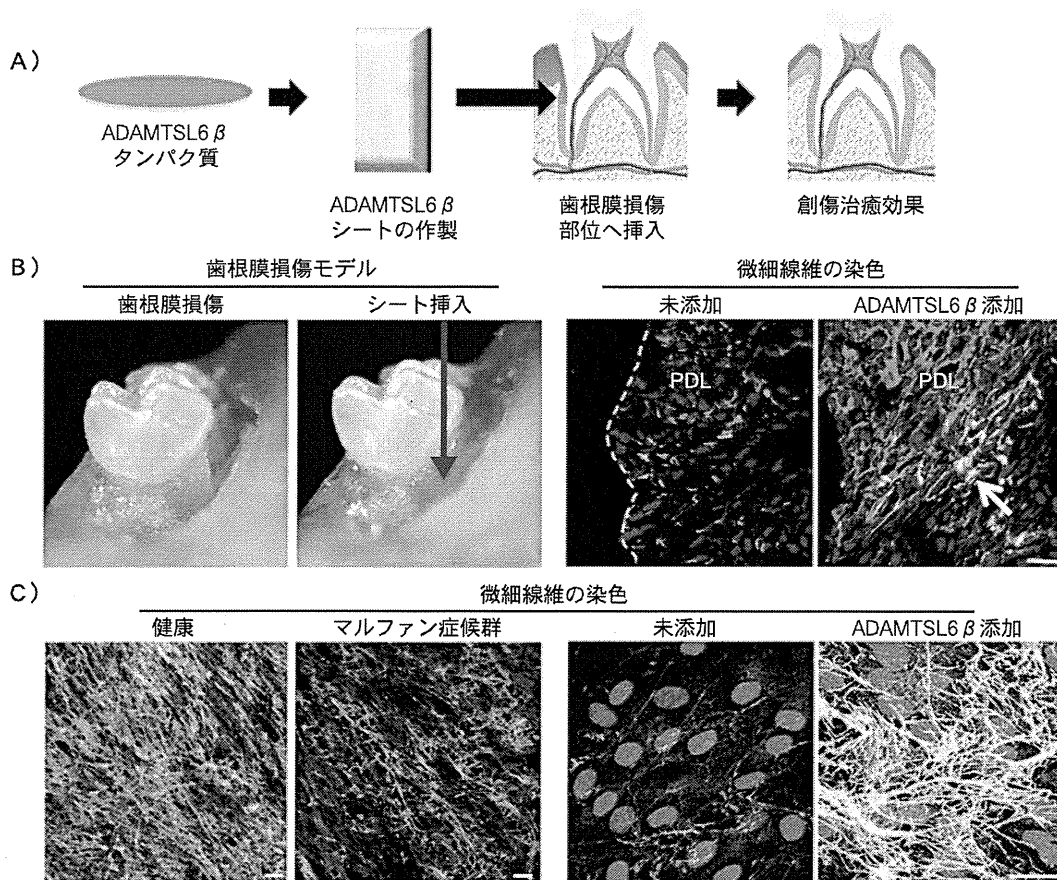 A)
ADAMTSL6β
タンパク質
ADAMTSL6β
シートの作製
歯根膜損傷
部位へ挿入
創傷治癒効果
B)
歯根膜損傷モデル
微細線維の染色
歯根膜損傷
シート挿入
未添加
ADAMTSL6β添加
PDL
PDL
C)
微細線維の染色
健康
マルファン症候群
未添加
ADAMTSL6β添加